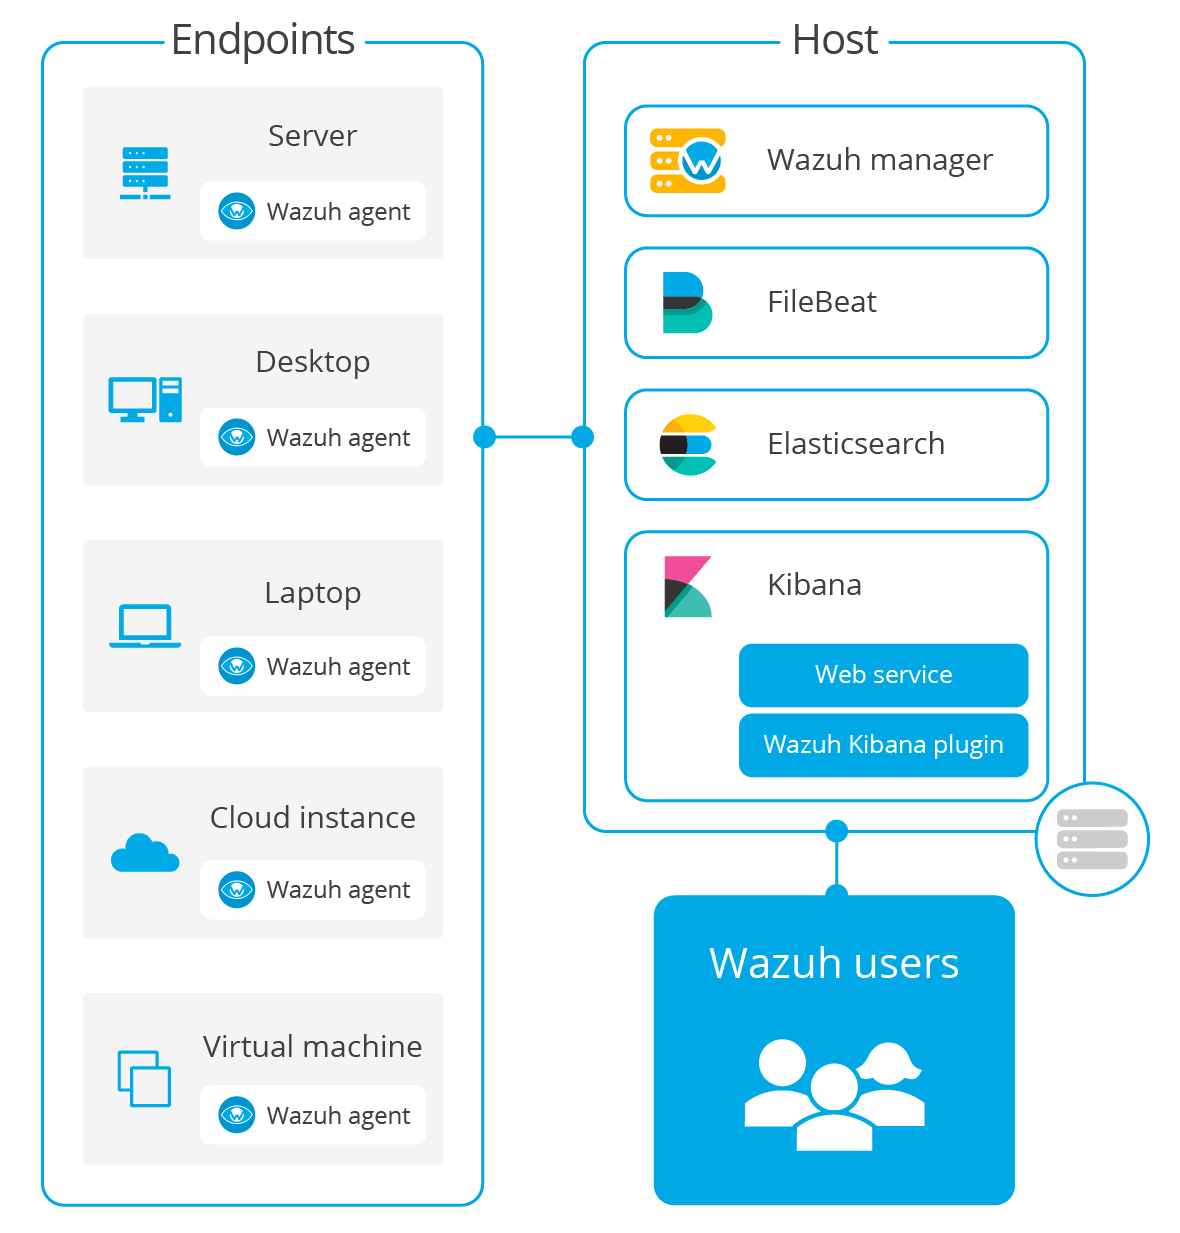 Endpoints
Server
Wazuh agent
Desktop
Wazuh agent
Laptop
Wazuh agent
Cloud instance
Wazuh agent
Virtual machine
Wazuh agent
Host
Wazuh manager
FileBeat
Elasticsearch
Kibana
Web service
Wazuh Kibana plugin
Wazuh users